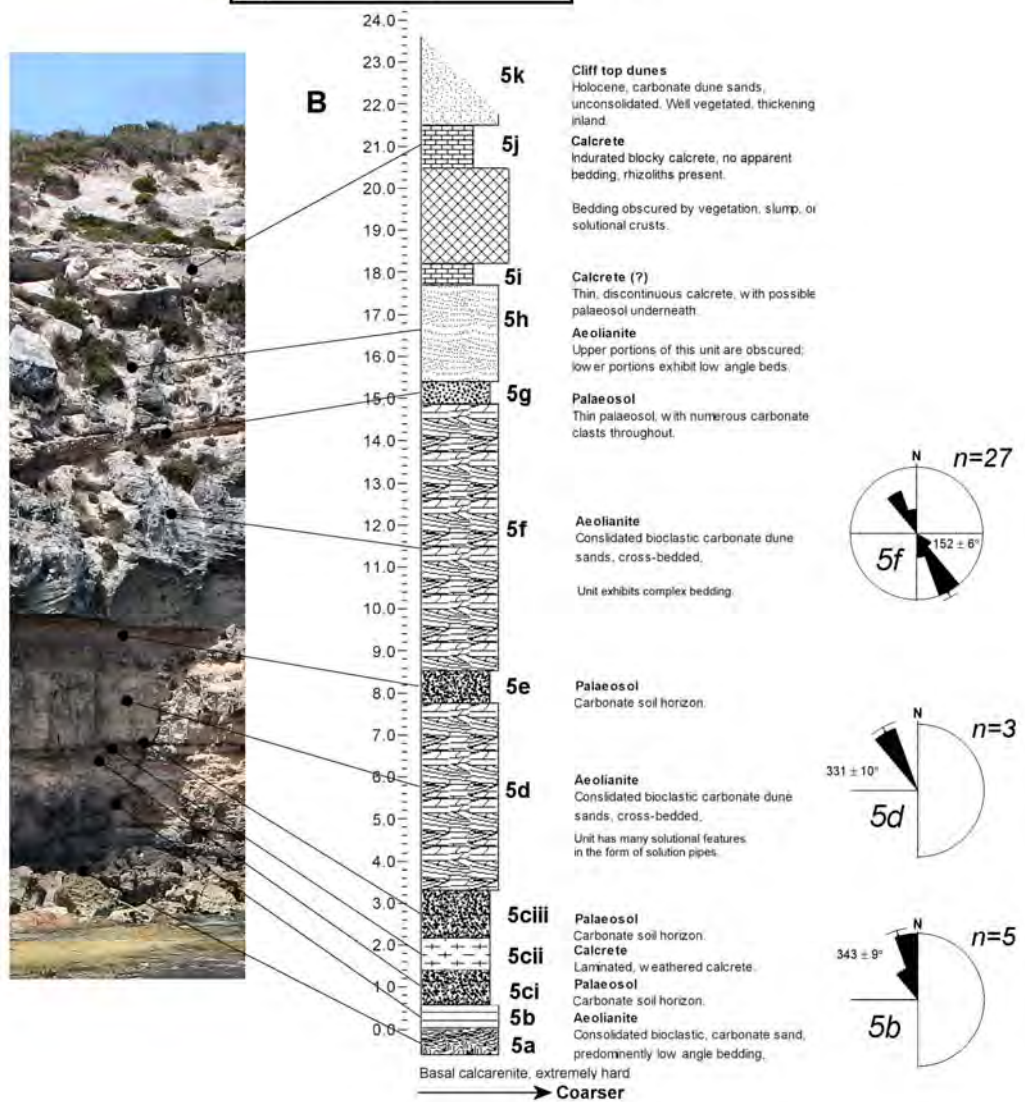 24.0
23.0
22.0
21.0
20.0
19.0
18.0
17.0
16.0
15.0
14.0
13.0
12.0
11.0
10.0
9.0
8.0
7.0
6.0
5.0
4.0
3.0
2.0
1.0
0.0
B
5k
Cliff top dunes
Holocene, carbonate dune sands,
unconsolidated. Well vegetated, thickening
inland.
5j
Calcrete
Indurated blocky calcrete, no apparent
bedding, rhizoliths present.
Bedding obscured by vegetation, slump, or
solutional crusts.
5i
Calcrete (?)
Thin, discontinuous calcrete, with possible
palaeosol underneath.
5h
Aeolianite
Upper portions of this unit are obscured;
lower portions exhibit low angle beds.
5g
Palaeosol
Thin palaeosol, with numerous carbonate
clasts throughout.
5f
Aeolianite
Conslidated bioclastic carbonate dune
sands, cross-bedded.
Unit exhibits complex bedding.
N
n=27
152 ± 6°
5f
5e
Palaeosol
Carbonate soil horizon.
5d
Aeolianite
Conslidated bioclastic carbonate dune
sands, cross-bedded.
Unit has many solutional features
in the form of solution pipes.
N
n=3
331 ± 10°
5d
5ciii
Palaeosol
Carbonate soil horizon.
5cii
Calcrete
Laminated, weathered calcrete.
5ci
Palaeosol
Carbonate soil horizon.
5b
Aeolianite
5a
Consolidated bioclastic, carbonate sand,
predominently low angle bedding.
N
n=5
343 ± 9°
5b
Basal calcarenite, extremely hard
Coarser